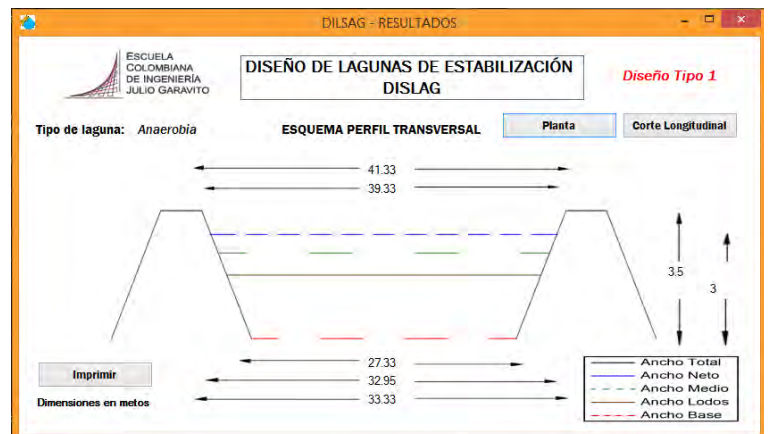 DILSAG - RESULTADOS
ESCUELA
COLOMBIANA
DE INGENIERÍA
JULIO GARAVITO
DISEÑO DE LAGUNAS DE ESTABILIZACIÓN
DISLAG
Diseño Tipo 1
Tipo de laguna: Anaerobia
ESQUEMA PERFIL TRANSVERSAL
Planta
Corte Longitudinal
41.33
39.33
3.5
3
27.33
32.95
33.33
Imprimir
Dimensiones en metos
Ancho Total
Ancho Neto
Ancho Medio
Ancho Lodos
Ancho Base